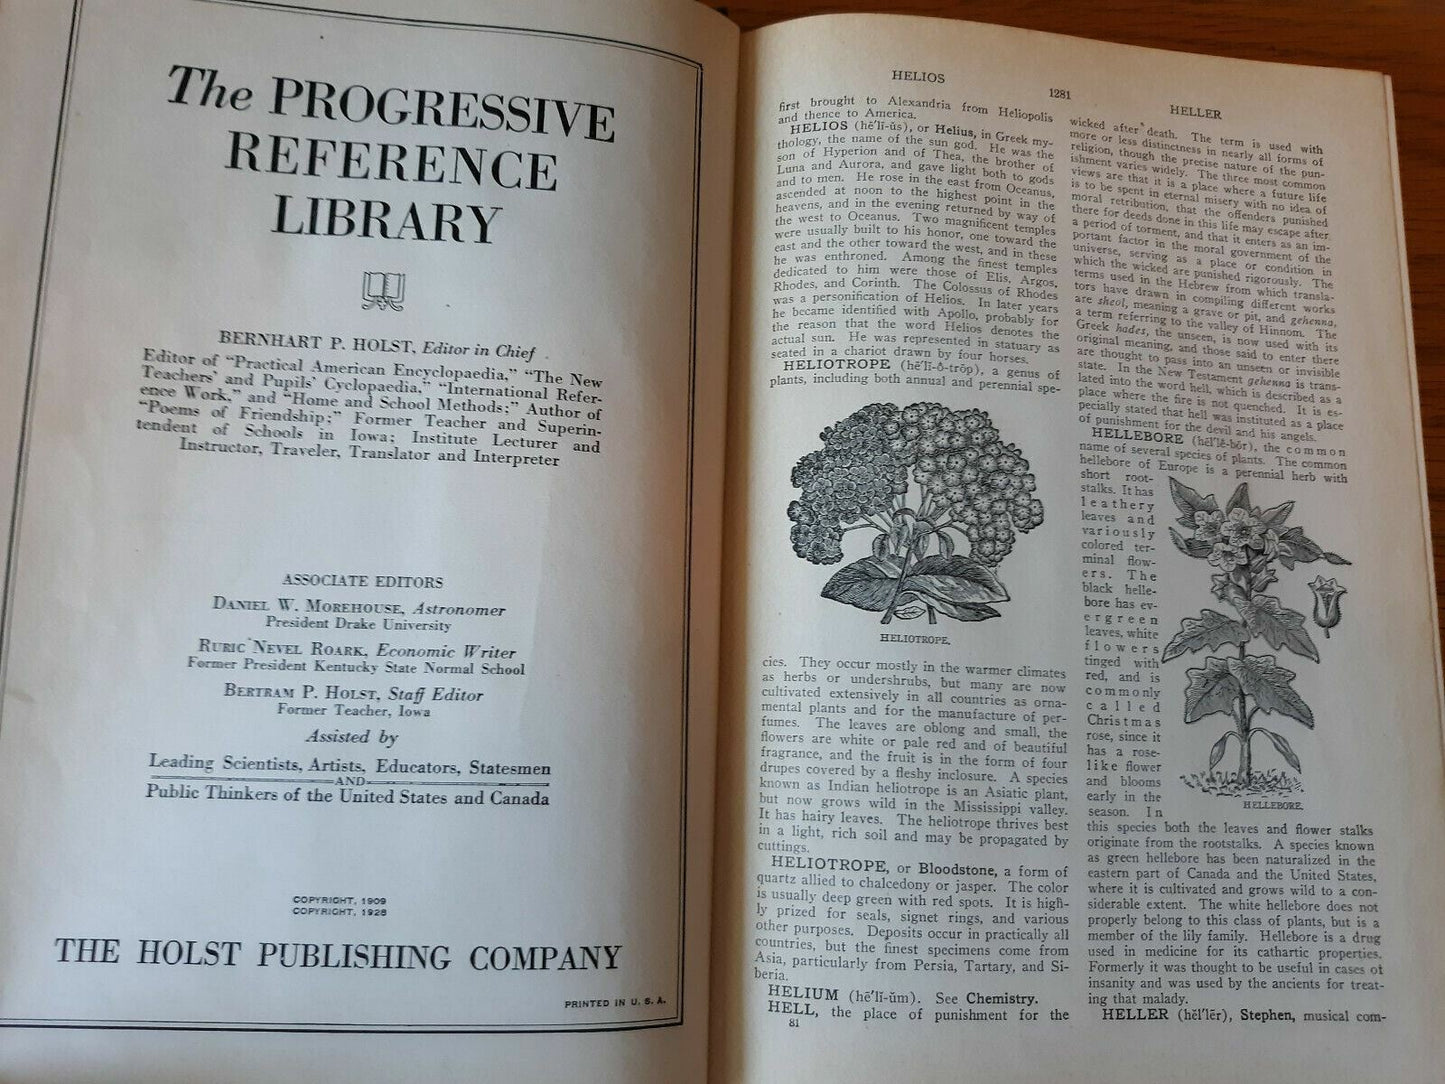 The PROGRESSIVE
REFERENCE
LIBRARY
BERNHART P. HOLST, Editor in Chief
Editor of “Practical American Encyclopaedia,” “The New
Teachers’ and Pupils’ Cyclopaedia,” “International Refer-
ence Work,” and “Home and School Methods;” Author of
“Poems of Friendship;” Former Teacher and Superin-
tendent of Schools in Iowa; Institute Lecturer and
Instructor, Traveler, Translator and Interpreter
ASSOCIATE EDITORS
DANIEL W. MOREHOUSE, Astronomer
President Drake University
RURIC NEVEL ROARK, Economic Writer
Former President Kentucky State Normal School
BERTRAM P. HOLST, Staff Editor
Former Teacher, Iowa
Assisted by
Leading Scientists, Artists, Educators, Statesmen
AND
Public Thinkers of the United States and Canada
COPYRIGHT, 1909
COPYRIGHT, 1928
THE HOLST PUBLISHING COMPANY
PRINTED IN U. S. A.
HELIOS
1281
HELLER
first brought to Alexandria from Heliopolis
and thence to America.
HELIOS (hē'lĭ-ŭs), or Helius, in Greek my-
thology, the name of the sun god. He was the
son of Hyperion and of Thea, the brother of
Luna and Aurora, and gave light both to gods
and to men. He rose in the east from Oceanus,
ascended at noon to the highest point in the
heavens, and in the evening returned by way of
the west to Oceanus. Two magnificent temples
were usually built to his honor, one toward the
east and the other toward the west, and in these
he was enthroned. Among the finest temples
dedicated to him were those of Elis, Argos,
Rhodes, and Corinth. The Colossus of Rhodes
was a personification of Helios. In later years
he became identified with Apollo, probably for
the reason that the word Helios denotes the
actual sun. He was represented in statuary as
seated in a chariot drawn by four horses.
HELIOTROPE (hē'lĭ-ô-trōp), a genus of
plants, including both annual and perennial spe-
HELIOTROPE.
cies. They occur mostly in the warmer climates
as herbs or undershrubs, but many are now
cultivated extensively in all countries as orna-
mental plants and for the manufacture of per-
fumes. The leaves are oblong and small, the
flowers are white or pale red and of beautiful
fragrance, and the fruit is in the form of four
drupes covered by a fleshy inclosure. A species
known as Indian heliotrope is an Asiatic plant,
but now grows wild in the Mississippi valley.
It has hairy leaves. The heliotrope thrives best
in a light, rich soil and may be propagated by
cuttings.
HELIOTROPE, or Bloodstone, a form of
quartz allied to chalcedony or jasper. The color
is usually deep green with red spots. It is high-
ly prized for seals, signet rings, and various
other purposes. Deposits occur in practically all
countries, but the finest specimens come from
Asia, particularly from Persia, Tartary, and Si-
beria.
HELIUM (hē'lĭ-ŭm). See Chemistry.
HELL, the place of punishment for the
81
wicked after death. The term is used with
more or less distinctness in nearly all forms of
religion, though the precise nature of the pun-
ishment varies widely. The three most common
views are that it is a place where a future life
is to be spent in eternal misery with no idea of
moral retribution, that the offenders punished
there for deeds done in this life may escape after
a period of torment, and that it enters as an im-
portant factor in the moral government of the
universe, serving as a place or condition in
which the wicked are punished rigorously. The
terms used in the Hebrew from which transla-
tors have drawn in compiling different works
are sheol, meaning a grave or pit, and gehenna,
a term referring to the valley of Hinnom. The
Greek hades, the unseen, is now used with its
original meaning, and those said to enter there
are thought to pass into an unseen or invisible
state. In the New Testament gehenna is trans-
lated into the word hell, which is described as a
place where the fire is not quenched. It is es-
pecially stated that hell was instituted as a place
of punishment for the devil and his angels.
HELLEBORE (hĕl'lē-bōr), the common
name of several species of plants. The common
hellebore of Europe is a perennial herb with
short root-
stalks. It has
leathery
leaves and
variously
colored ter-
minal flow-
ers. The
black helle-
bore has ev-
ergreen
leaves, white
flowers
tinged with
red, and is
commonly
called
Christmas
rose, since it
has a rose-
like flower
and blooms
early in the
season. In
HELLEBORE.
this species both the leaves and flower stalks
originate from the rootstalks. A species known
as green hellebore has been naturalized in the
eastern part of Canada and the United States,
where it is cultivated and grows wild to a con-
siderable extent. The white hellebore does not
properly belong to this class of plants, but is a
member of the lily family. Hellebore is a drug
used in medicine for its cathartic properties.
Formerly it was thought to be useful in cases of
insanity and was used by the ancients for treat-
ing that malady.
HELLER (hĕl'lẽr), Stephen, musical com-